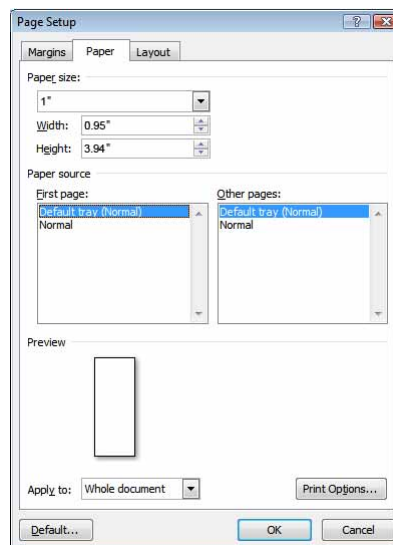 Page Setup
Margins Paper Layout
Paper size:
1"
Width: 0.95"
Height: 3.94"
Paper source
First page: Other pages:
Default tray (Normal) Default tray (Normal)
Normal Normal
Preview
Apply to: Whole document Print Options...
Default... OK Cancel